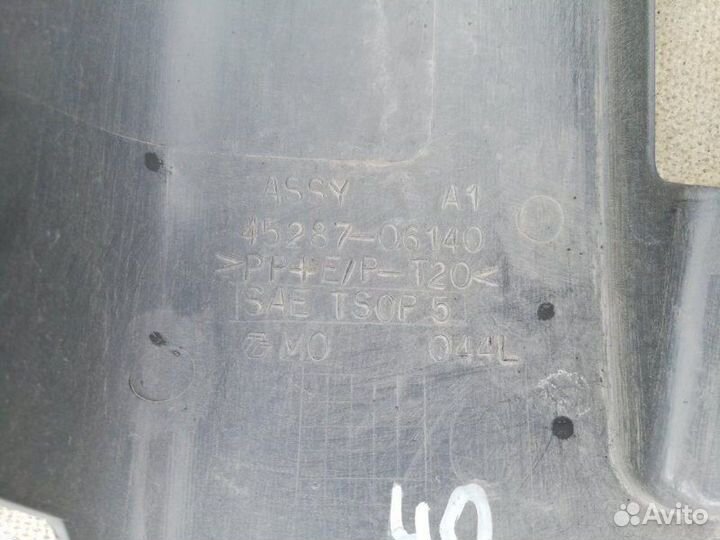 ASSY A1
45287-06140
>PP+E/P-T20<
SAE TSOP 5
MO 044L
40
Avito